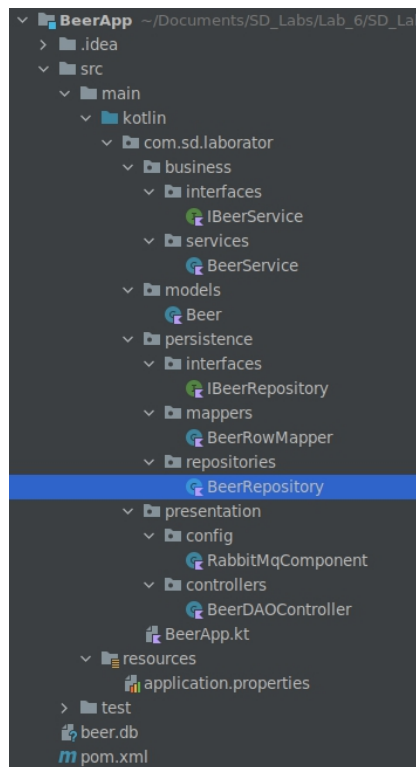 BeerApp ~/Documents/SD_Labs/Lab_6/SD_La
.idea
src
main
kotlin
com.sd.laborator
business
interfaces
IBeerService
services
BeerService
models
Beer
persistence
interfaces
IBeerRepository
mappers
BeerRowMapper
repositories
BeerRepository
presentation
config
RabbitMqComponent
controllers
BeerDAOController
BeerApp.kt
resources
application.properties
test
beer.db
pom.xml